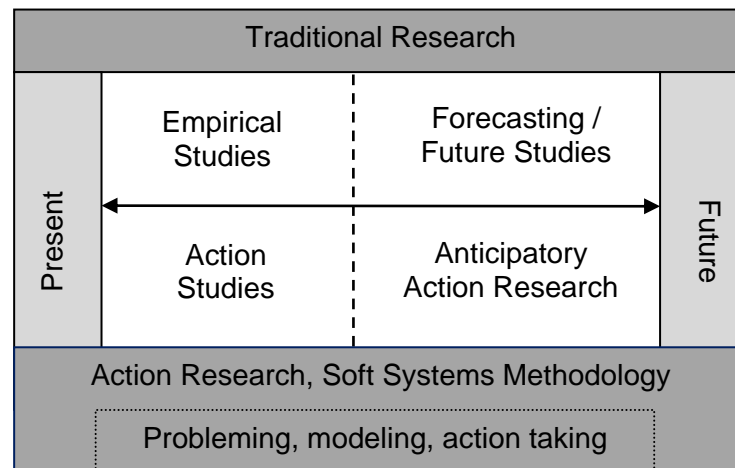 Traditional Research
Empirical
Studies
Forecasting /
Future Studies
Present
Future
Action
Studies
Anticipatory
Action Research
Action Research, Soft Systems Methodology
Probleming, modeling, action taking